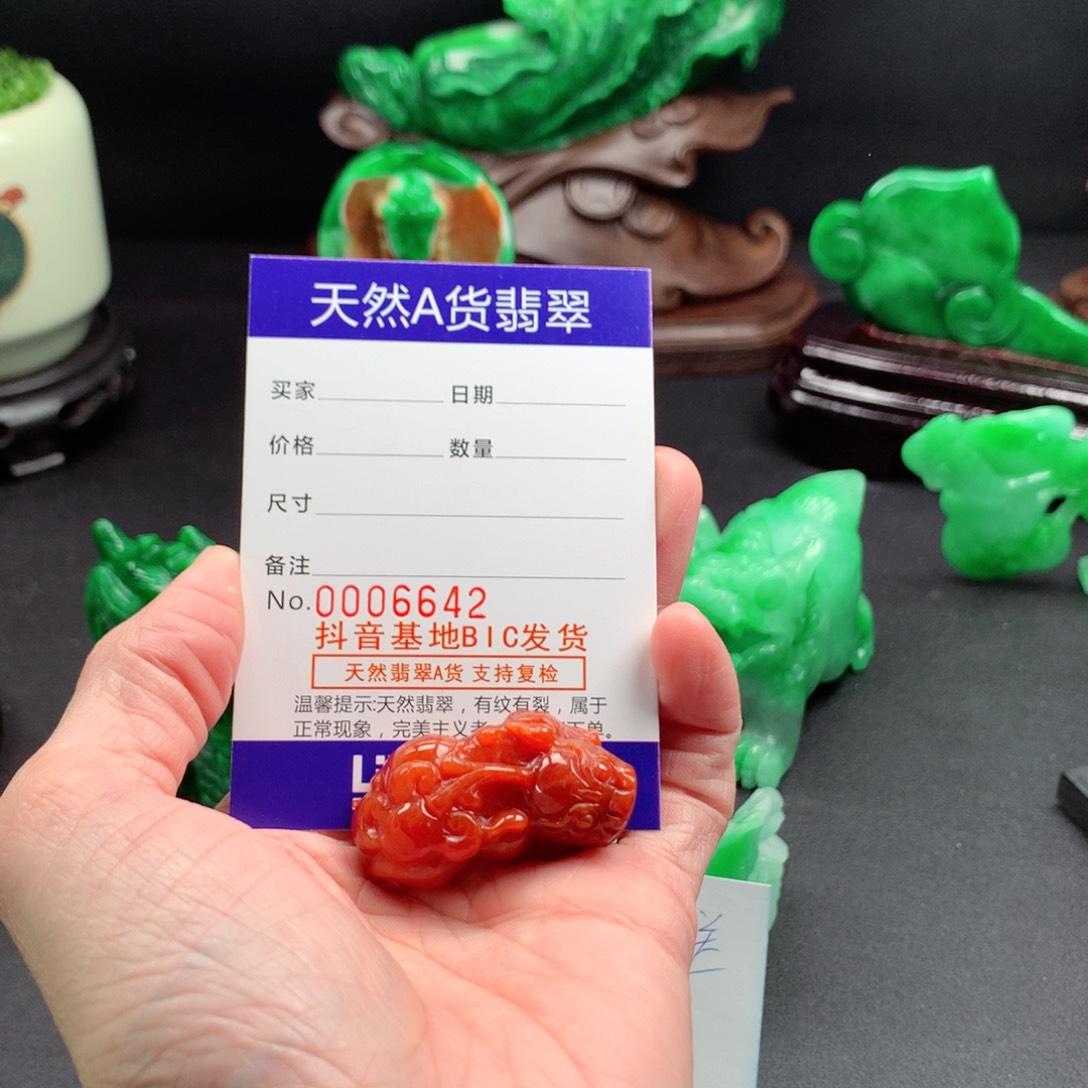 天然A货翡翠
买家 日期
价格 数量
尺寸
备注
No.0006642
抖音基地BIC发货
天然翡翠A货 支持复检
温馨提示:天然翡翠，有纹有裂，属于
正常现象，完美主义者 下单。